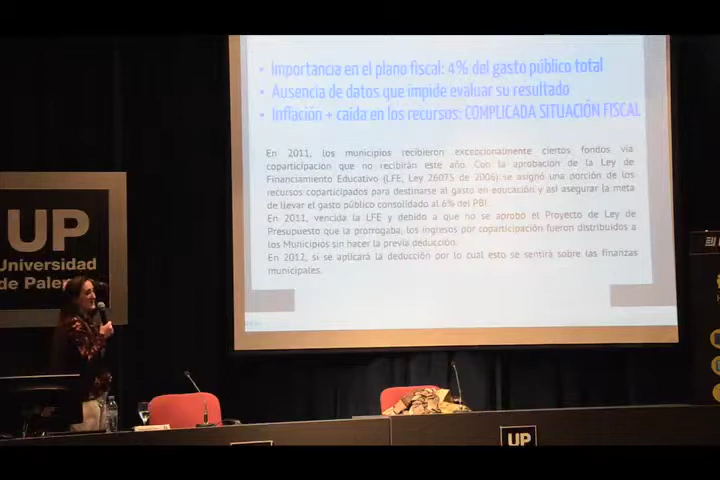 • Importancia en el plano fiscal: 4% del gasto público total
• Ausencia de datos que impide evaluar su resultado
• Inflación + caída en los recursos: COMPLICADA SITUACIÓN FISCAL
En 2011, los municipios recibieron excepcionalmente ciertos fondos vía
coparticipación que no recibirán este año. Con la aprobación de la Ley de
Financiamiento Educativo (LFE, Ley 26075 de 2006) se asignó una porción de los
recursos coparticipados para destinarse al gasto en educación y así asegurar la meta
de llevar el gasto público consolidado al 6% del PBI.
En 2011, vencida la LFE y debido a que no se aprobó el Proyecto de Ley de
Presupuesto que la prorrogaba, los ingresos por coparticipación fueron distribuidos a
los Municipios sin hacer la previa deducción.
En 2012, si se aplicará la deducción por lo cual esto se sentirá sobre las finanzas
municipales.
UP
Universidad
de Pale
UP